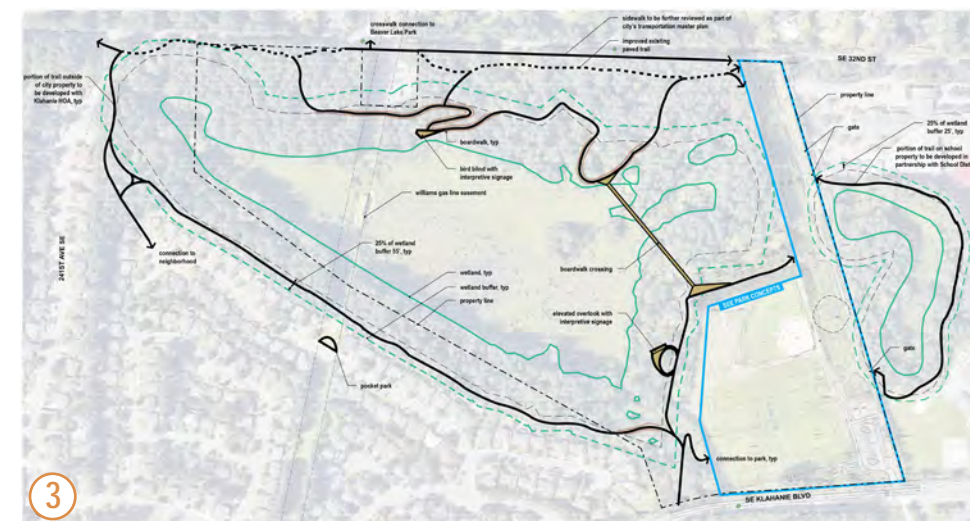 crosswalk connection to
Beaver Lake Park
sidewalk to be further reviewed as part of
city's transportation master plan
improved existing
paved trail
SE 32ND ST
portion of trail outside
of city property to
be developed with
Klahanie HOA, typ
property line
gate
25% of wetland
buffer 25', typ
portion of trail on school
property to be developed in
partnership with School Dist
boardwalk, typ
bird blind with
interpretive signage
williams gas line easement
241ST AVE SE
connection to
neighborhood
25% of wetland
buffer 55', typ
wetland, typ
wetland buffer, typ
property line
boardwalk crossing
SEE PARK CONCEPTS
elevated overlook with
interpretive signage
gate
pocket park
connection to park, typ
SE KLAHANIE BLVD
3